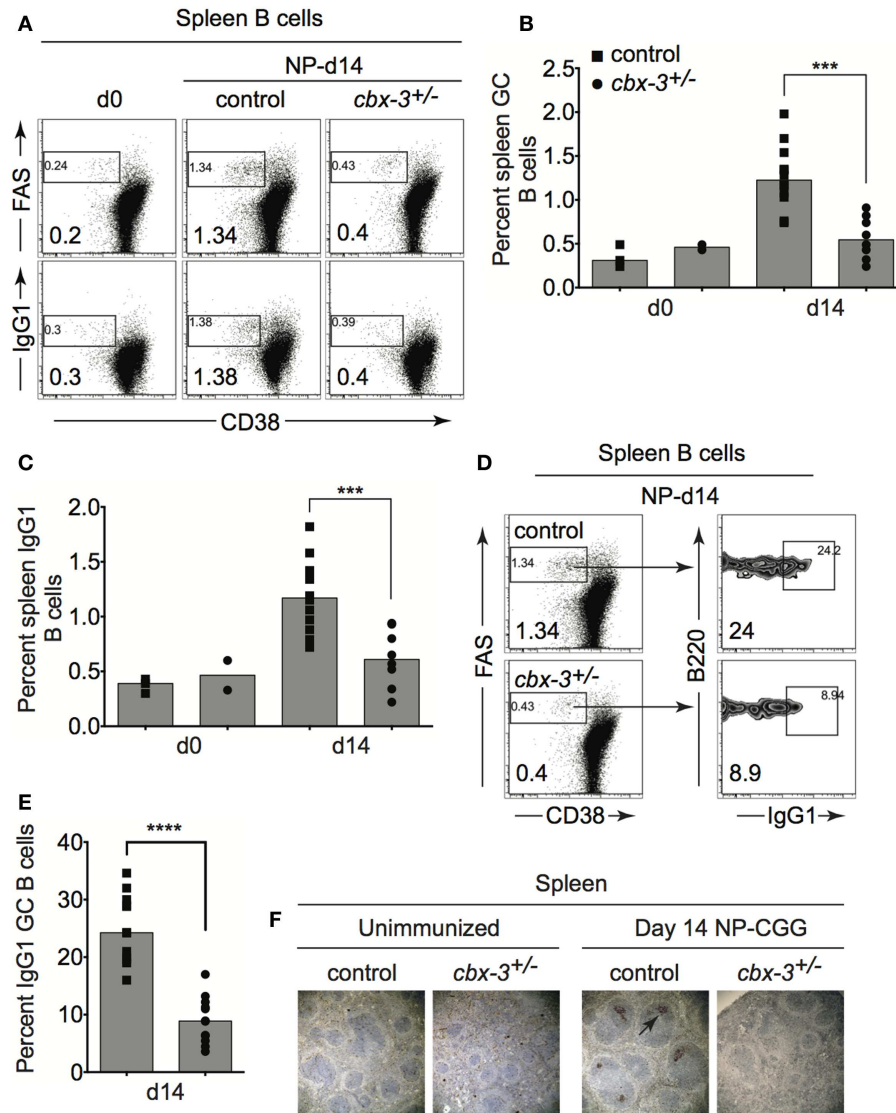 A
Spleen B cells
NP-d14
d0
control
cbx-3+/-
FAS
0.24
0.2
1.34
1.34
0.43
0.4
IgG1
0.3
0.3
1.38
1.38
0.39
0.4
CD38
B
control
cbx-3+/-
***
Percent spleen GC
B cells
2.5
2.0
1.5
1.0
0.5
0.0
d0
d14
C
Percent spleen IgG1
B cells
2.0
1.5
1.0
0.5
0.0
***
d0
d14
D
Spleen B cells
NP-d14
control
1.34
1.34
24.2
24
cbx-3+/-
0.43
0.4
8.94
8.9
FAS
B220
CD38
IgG1
E
Percent IgG1 GC B cells
40
30
20
10
0
****
d14
F
Spleen
Unimmunized
Day 14 NP-CGG
control
cbx-3+/-
control
cbx-3+/-